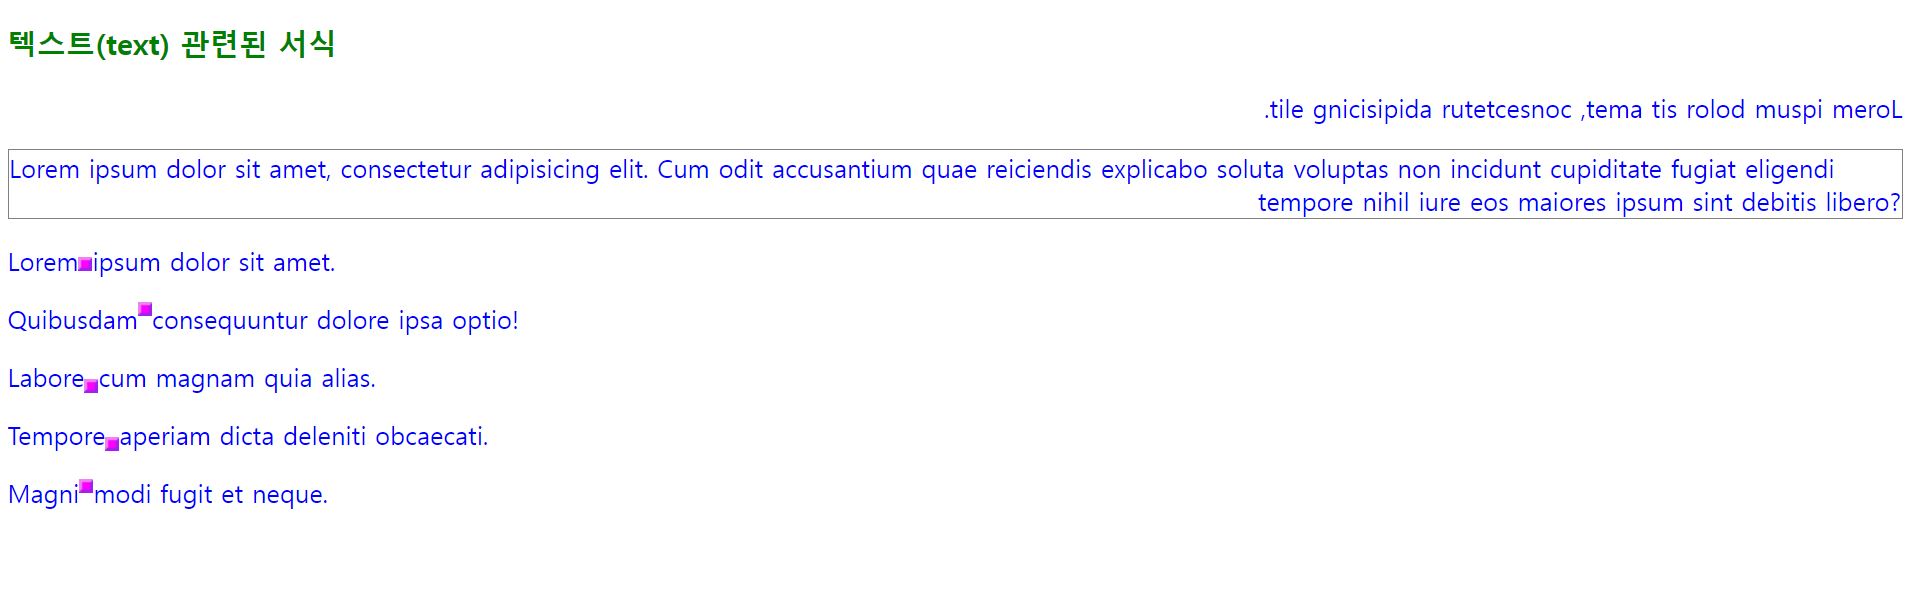 텍스트(text) 관련된 서식
.tile gnicisipida rutetcesnoc ,tema tis rolod muspi meroL
Lorem ipsum dolor sit amet, consectetur adipisicing elit. Cum odit accusantium quae reiciendis explicabo soluta voluptas non incidunt cupiditate fugiat eligendi
tempore nihil iure eos maiores ipsum sint debitis libero?
Lorem ipsum dolor sit amet.
Quibusdam consequuntur dolore ipsa optio!
Labore cum magnam quia alias.
Tempore aperiam dicta deleniti obcaecati.
Magni modi fugit et neque.